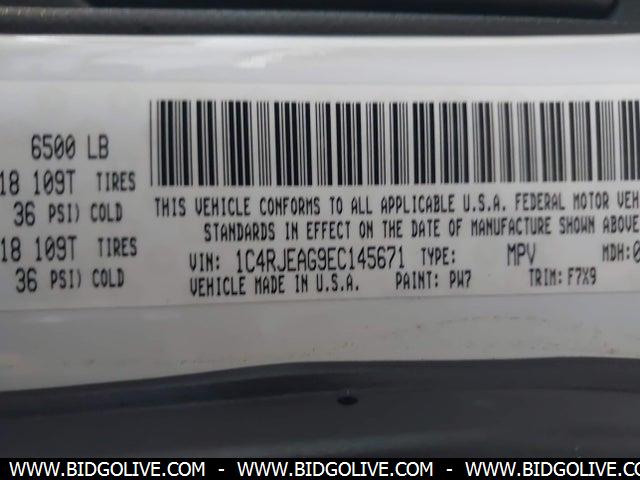 6500 LB
18 109T TIRES
36 PSI) COLD
18 109T TIRES
36 PSI) COLD
THIS VEHICLE CONFORMS TO ALL APPLICABLE U.S.A. FEDERAL MOTOR VEH
STANDARDS IN EFFECT ON THE DATE OF MANUFACTURE SHOWN ABOVE
VIN: 1C4RJEAG9EC145671 TYPE: MPV MDH:0
VEHICLE MADE IN U.S.A. PAINT: PW7 TRIM: F7X9
WWW.BIDGOLIVE.COM - WWW.BIDGOLIVE.COM - WWW.BIDGOLIVE.COM